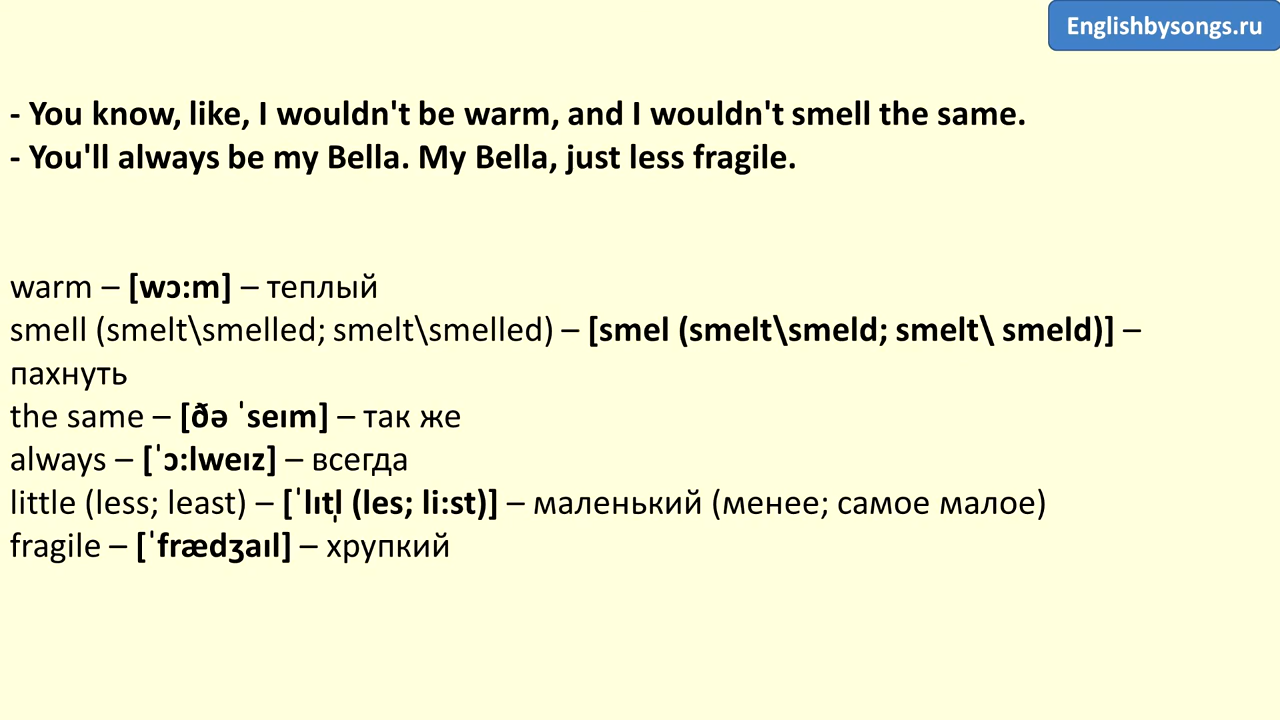 Englishbysongs.ru
- You know, like, I wouldn't be warm, and I wouldn't smell the same.
- You'll always be my Bella. My Bella, just less fragile.
warm – [wɔ:m] – теплый
smell (smelt\smelled; smelt\smelled) – [smel (smelt\smeld; smelt\ smeld)] –
пахнуть
the same – [ðə ˈseɪm] – так же
always – [ˈɔ:lweɪz] – всегда
little (less; least) – [ˈlɪtl̩ (les; li:st)] – маленький (менее; самое малое)
fragile – [ˈfrædʒaɪl] – хрупкий